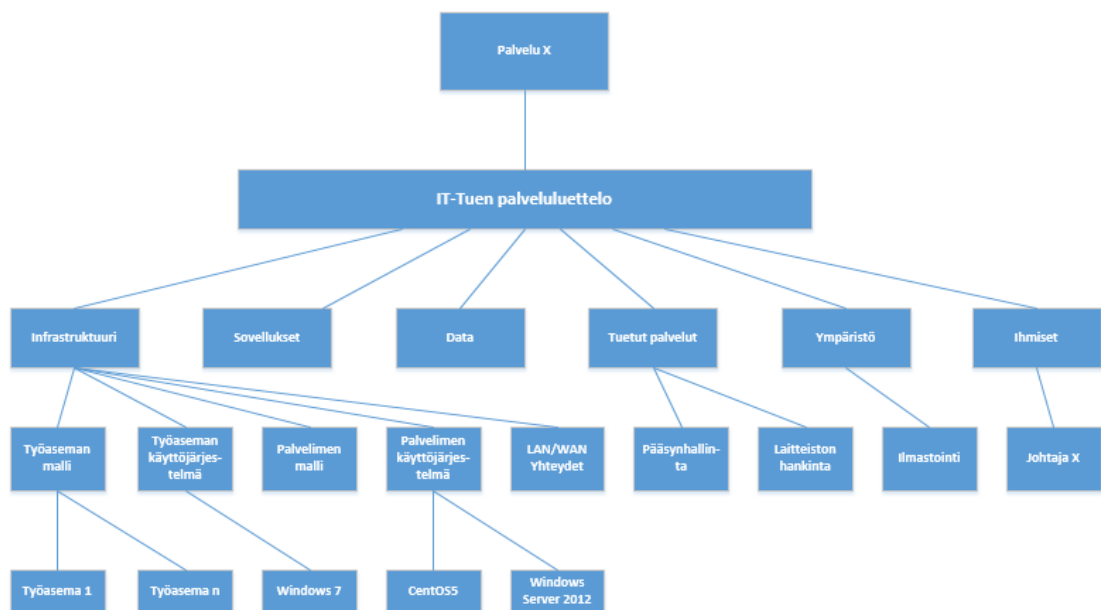 Palvelu X
IT-Tuen palveluluettelo
Infrastruktuuri
Sovellukset
Data
Tuetut palvelut
Ympäristö
Ihmiset
Työaseman
malli
Työaseman
käyttöjärjes-
telmä
Palvelimen
malli
Palvelimen
käyttöjärjes-
telmä
LAN/WAN
Yhteydet
Pääsynhallin-
ta
Laitteiston
hankinta
Ilmastointi
Johtaja X
Työasema 1
Työasema n
Windows 7
CentOS5
Windows
Server 2012